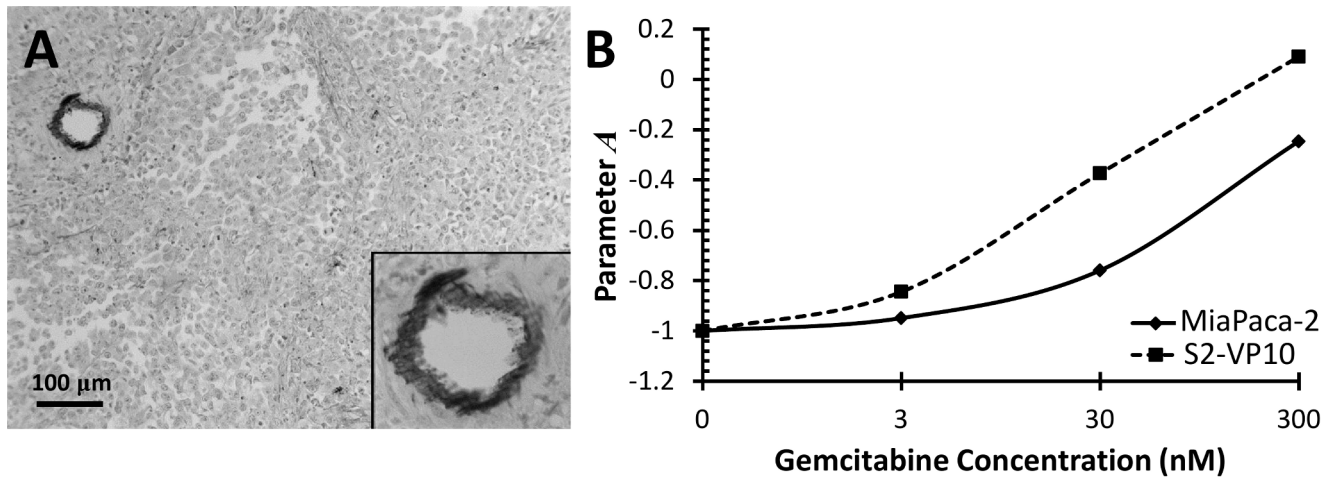 A
100 µm
B
Parameter A
0.2
0
-0.2
-0.4
-0.6
-0.8
-1
-1.2
MiaPaca-2
S2-VP10
0 3 30 300
Gemcitabine Concentration (nM)